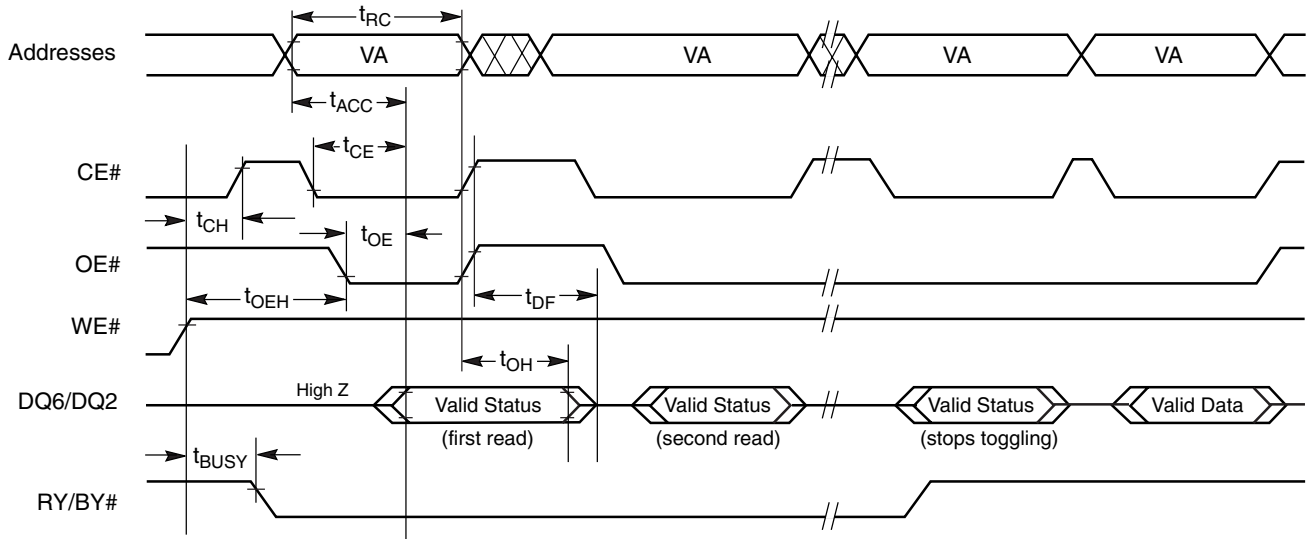 tRC
Addresses VA VA VA VA
tACC
tCE
CE#
tCH tOE
OE#
tOEH tDF
WE#
tOH
DQ6/DQ2 High Z Valid Status Valid Status Valid Status Valid Data
(first read) (second read) (stops toggling)
tBUSY
RY/BY#